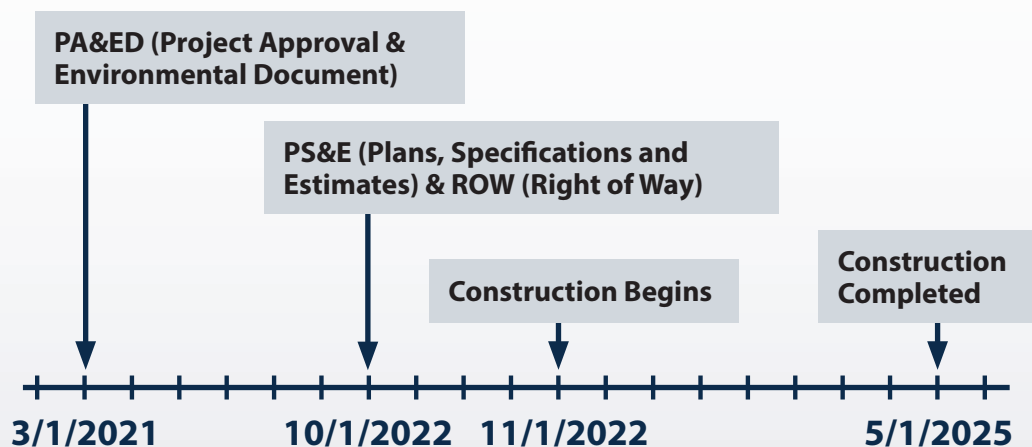 PA&ED (Project Approval &
Environmental Document)
PS&E (Plans, Specifications and
Estimates) & ROW (Right of Way)
Construction Begins
Construction
Completed
3/1/2021
10/1/2022
11/1/2022
5/1/2025